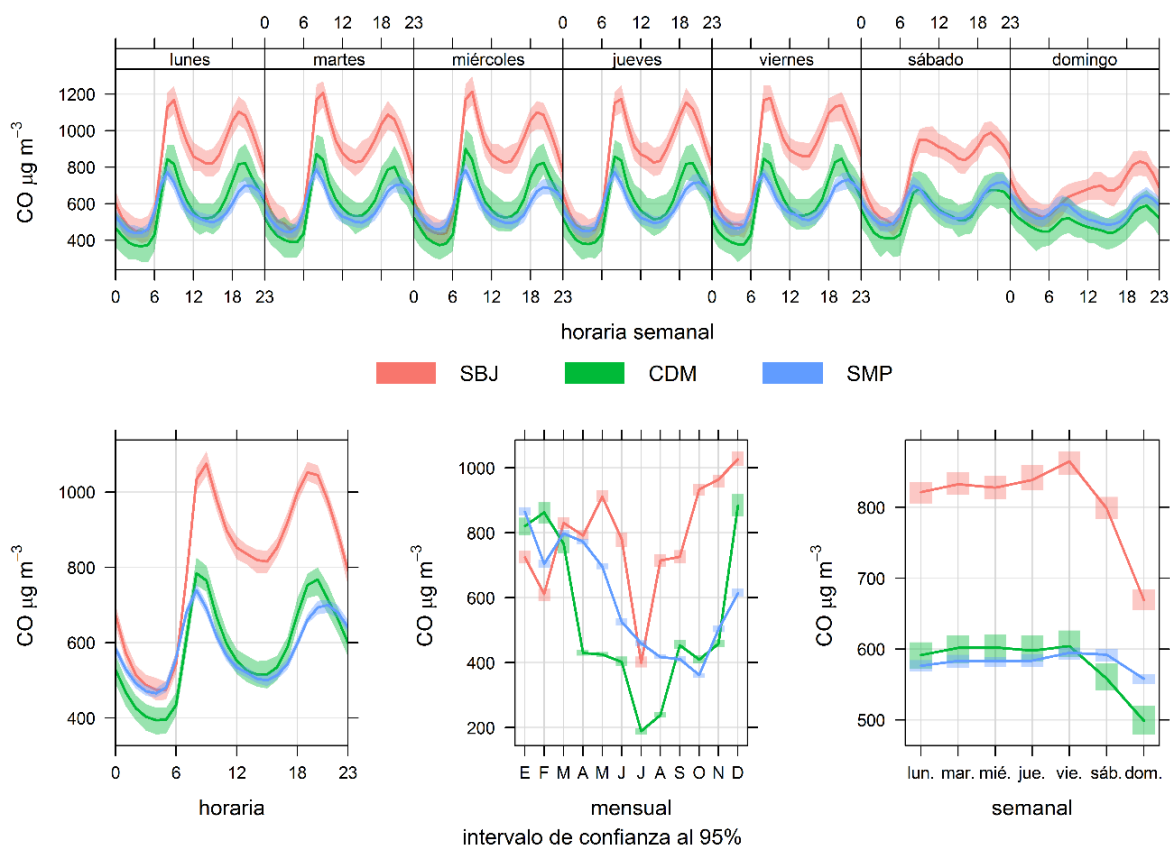 0 6 12 18 23 0 6 12 18 23 0 6 12 18 23
lunes martes miércoles jueves viernes sábado domingo
1200
1000
800
600
400
CO μg m⁻³
0 6 12 18 23 0 6 12 18 23 0 6 12 18 23 0 6 12 18 23
horaria semanal
SBJ CDM SMP
1000
800
600
400
CO μg m⁻³
0 6 12 18 23
horaria
1000
800
600
400
200
CO μg m⁻³
E F M A M J J A S O N D
mensual
800
700
600
500
CO μg m⁻³
lun. mar. mié. jue. vie. sáb. dom.
semanal
intervalo de confianza al 95%